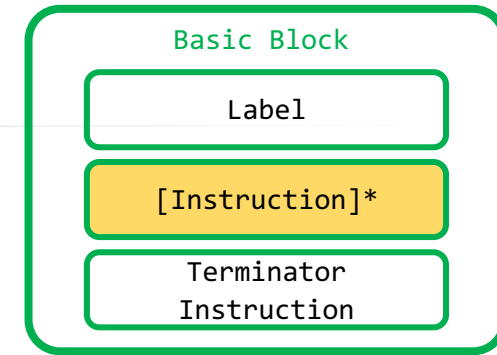 Basic Block
Label
[Instruction]*
Terminator
Instruction